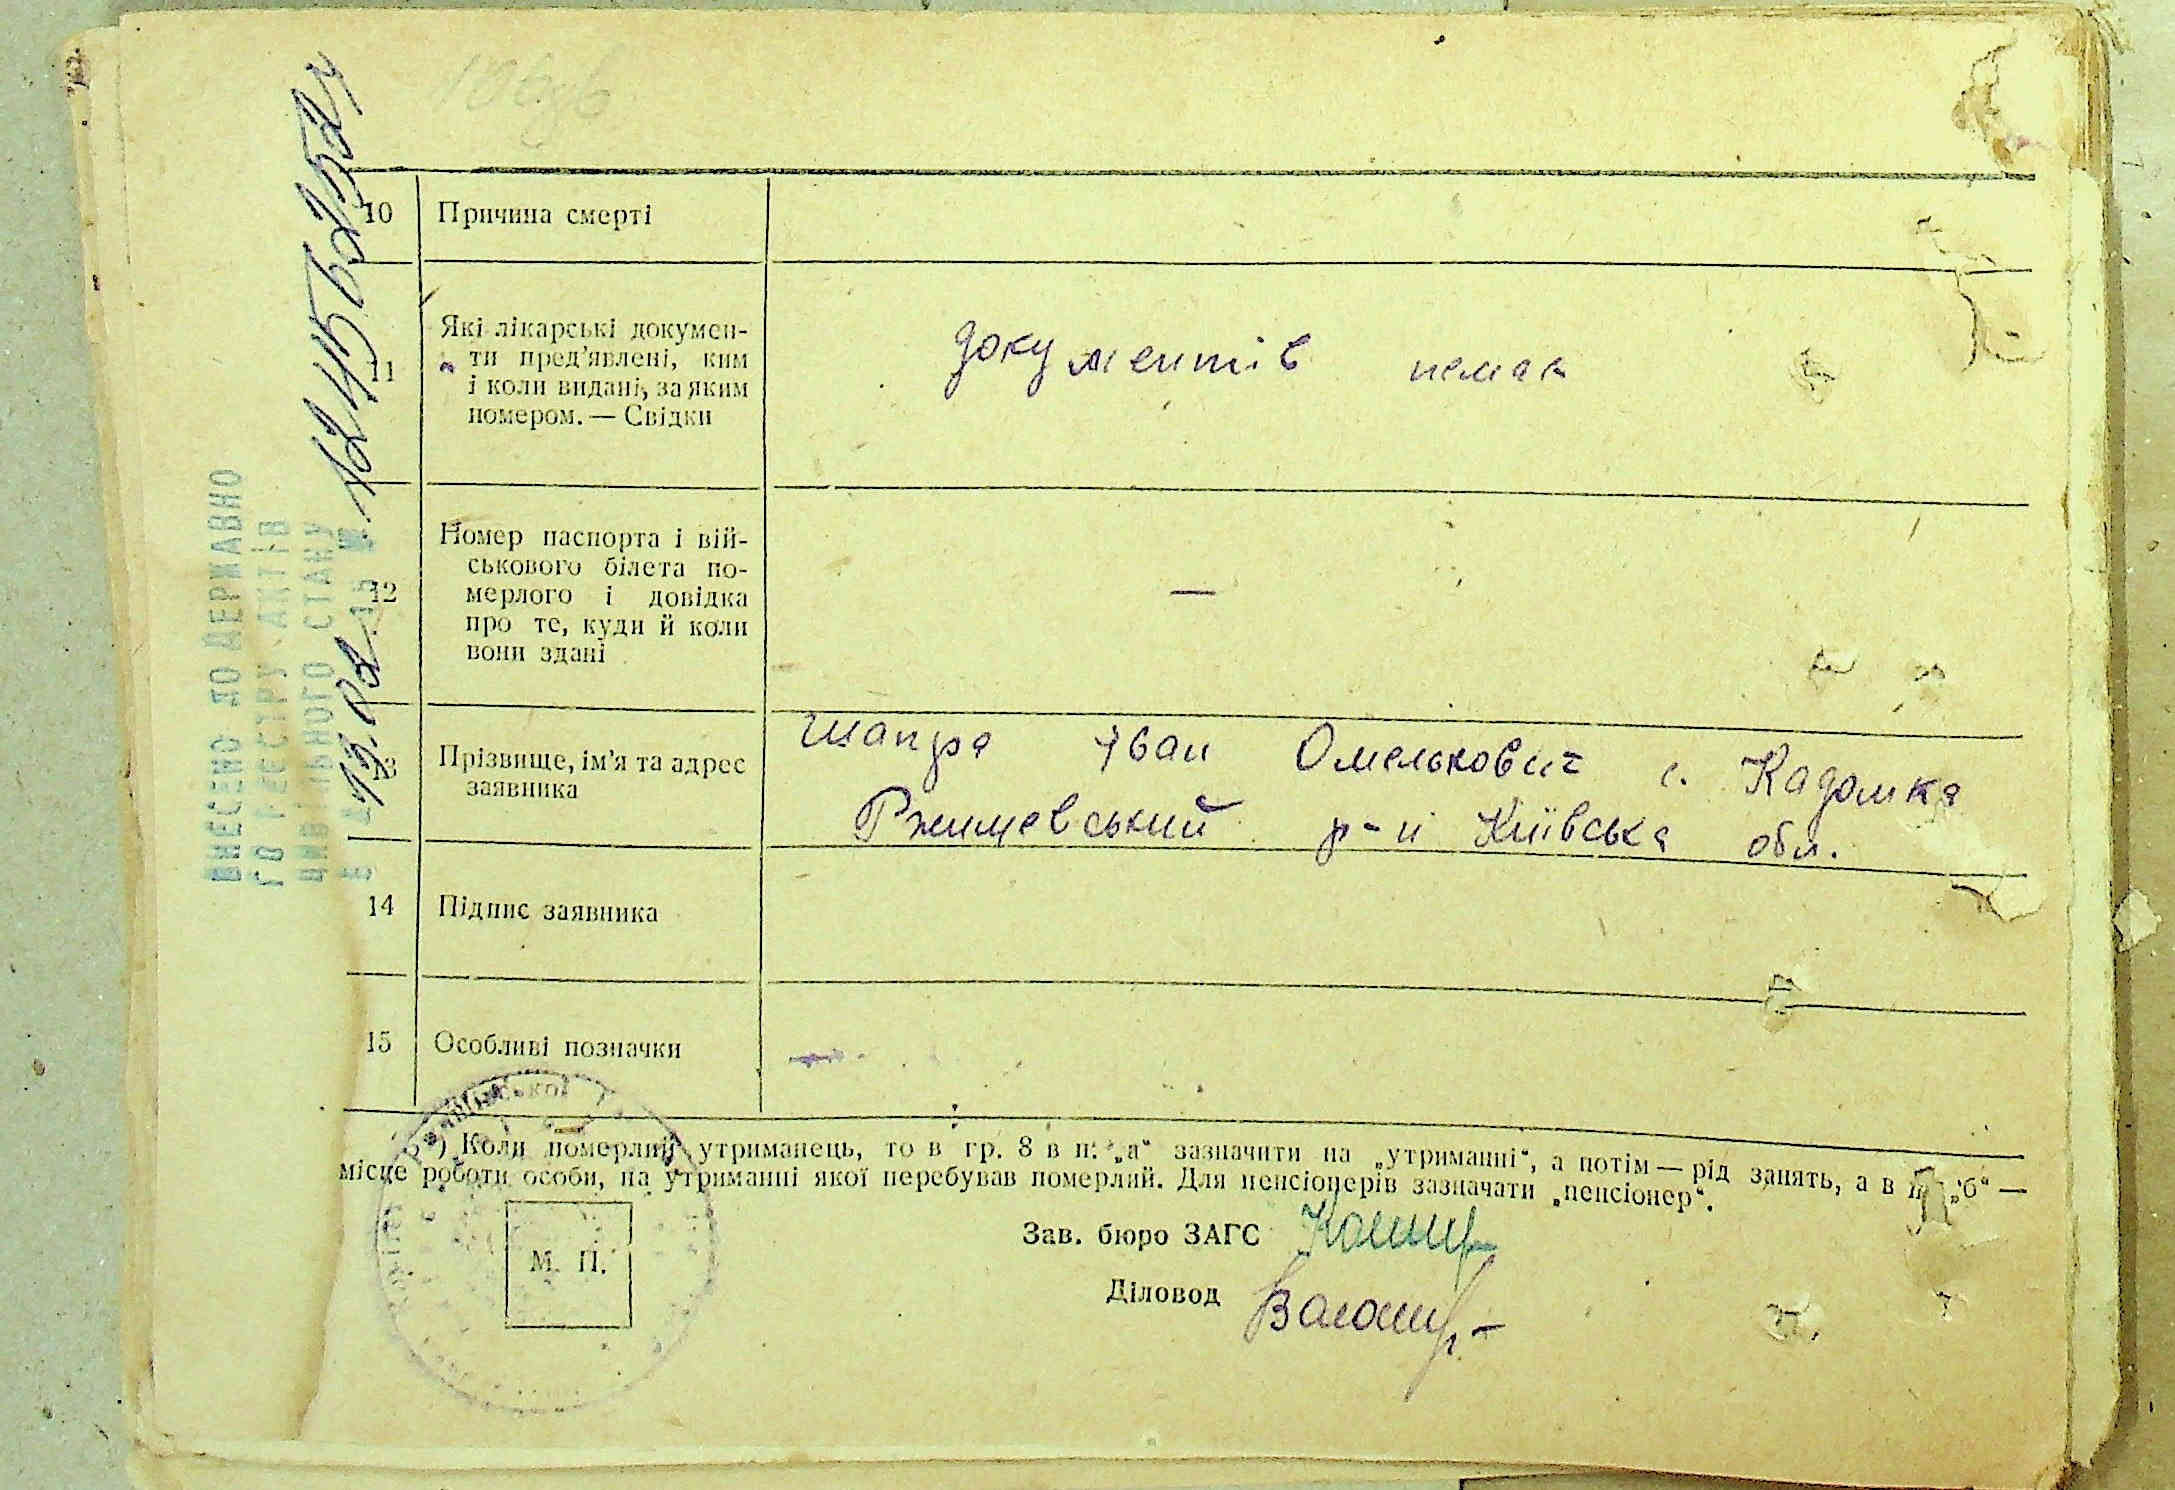 10 Причина смерті
11 Які лікарські докумен-
ти пред'явлені, ким
і коли видані, за яким
номером. — Свідки
документів немає
12 Номер паспорта і вій-
ськового білета по-
мерлого і довідка
про те, куди й коли
вони здані
—
13 Прізвище, ім'я та адрес
заявника
Шапра Іван Омелькович с. Кадомка
Ржищевський р-н Київська обл.
14 Підпис заявника
15 Особливі позначки
*) Коли померлий утриманець, то в гр. 8 в п. „а“ зазначити на „утриманні“, а потім — рід занять, а в п. „б“ —
місце роботи особи, на утриманні якої перебував померлий. Для пенсіонерів зазначати „пенсіонер“.
Зав. бюро ЗАГС
Діловод
М. П.
ВНЕСЕНО ДО ДЕРЖАВНО
ГО РЕЄСТРУ АКТІВ
ЦИВІЛЬНОГО СТАНУ